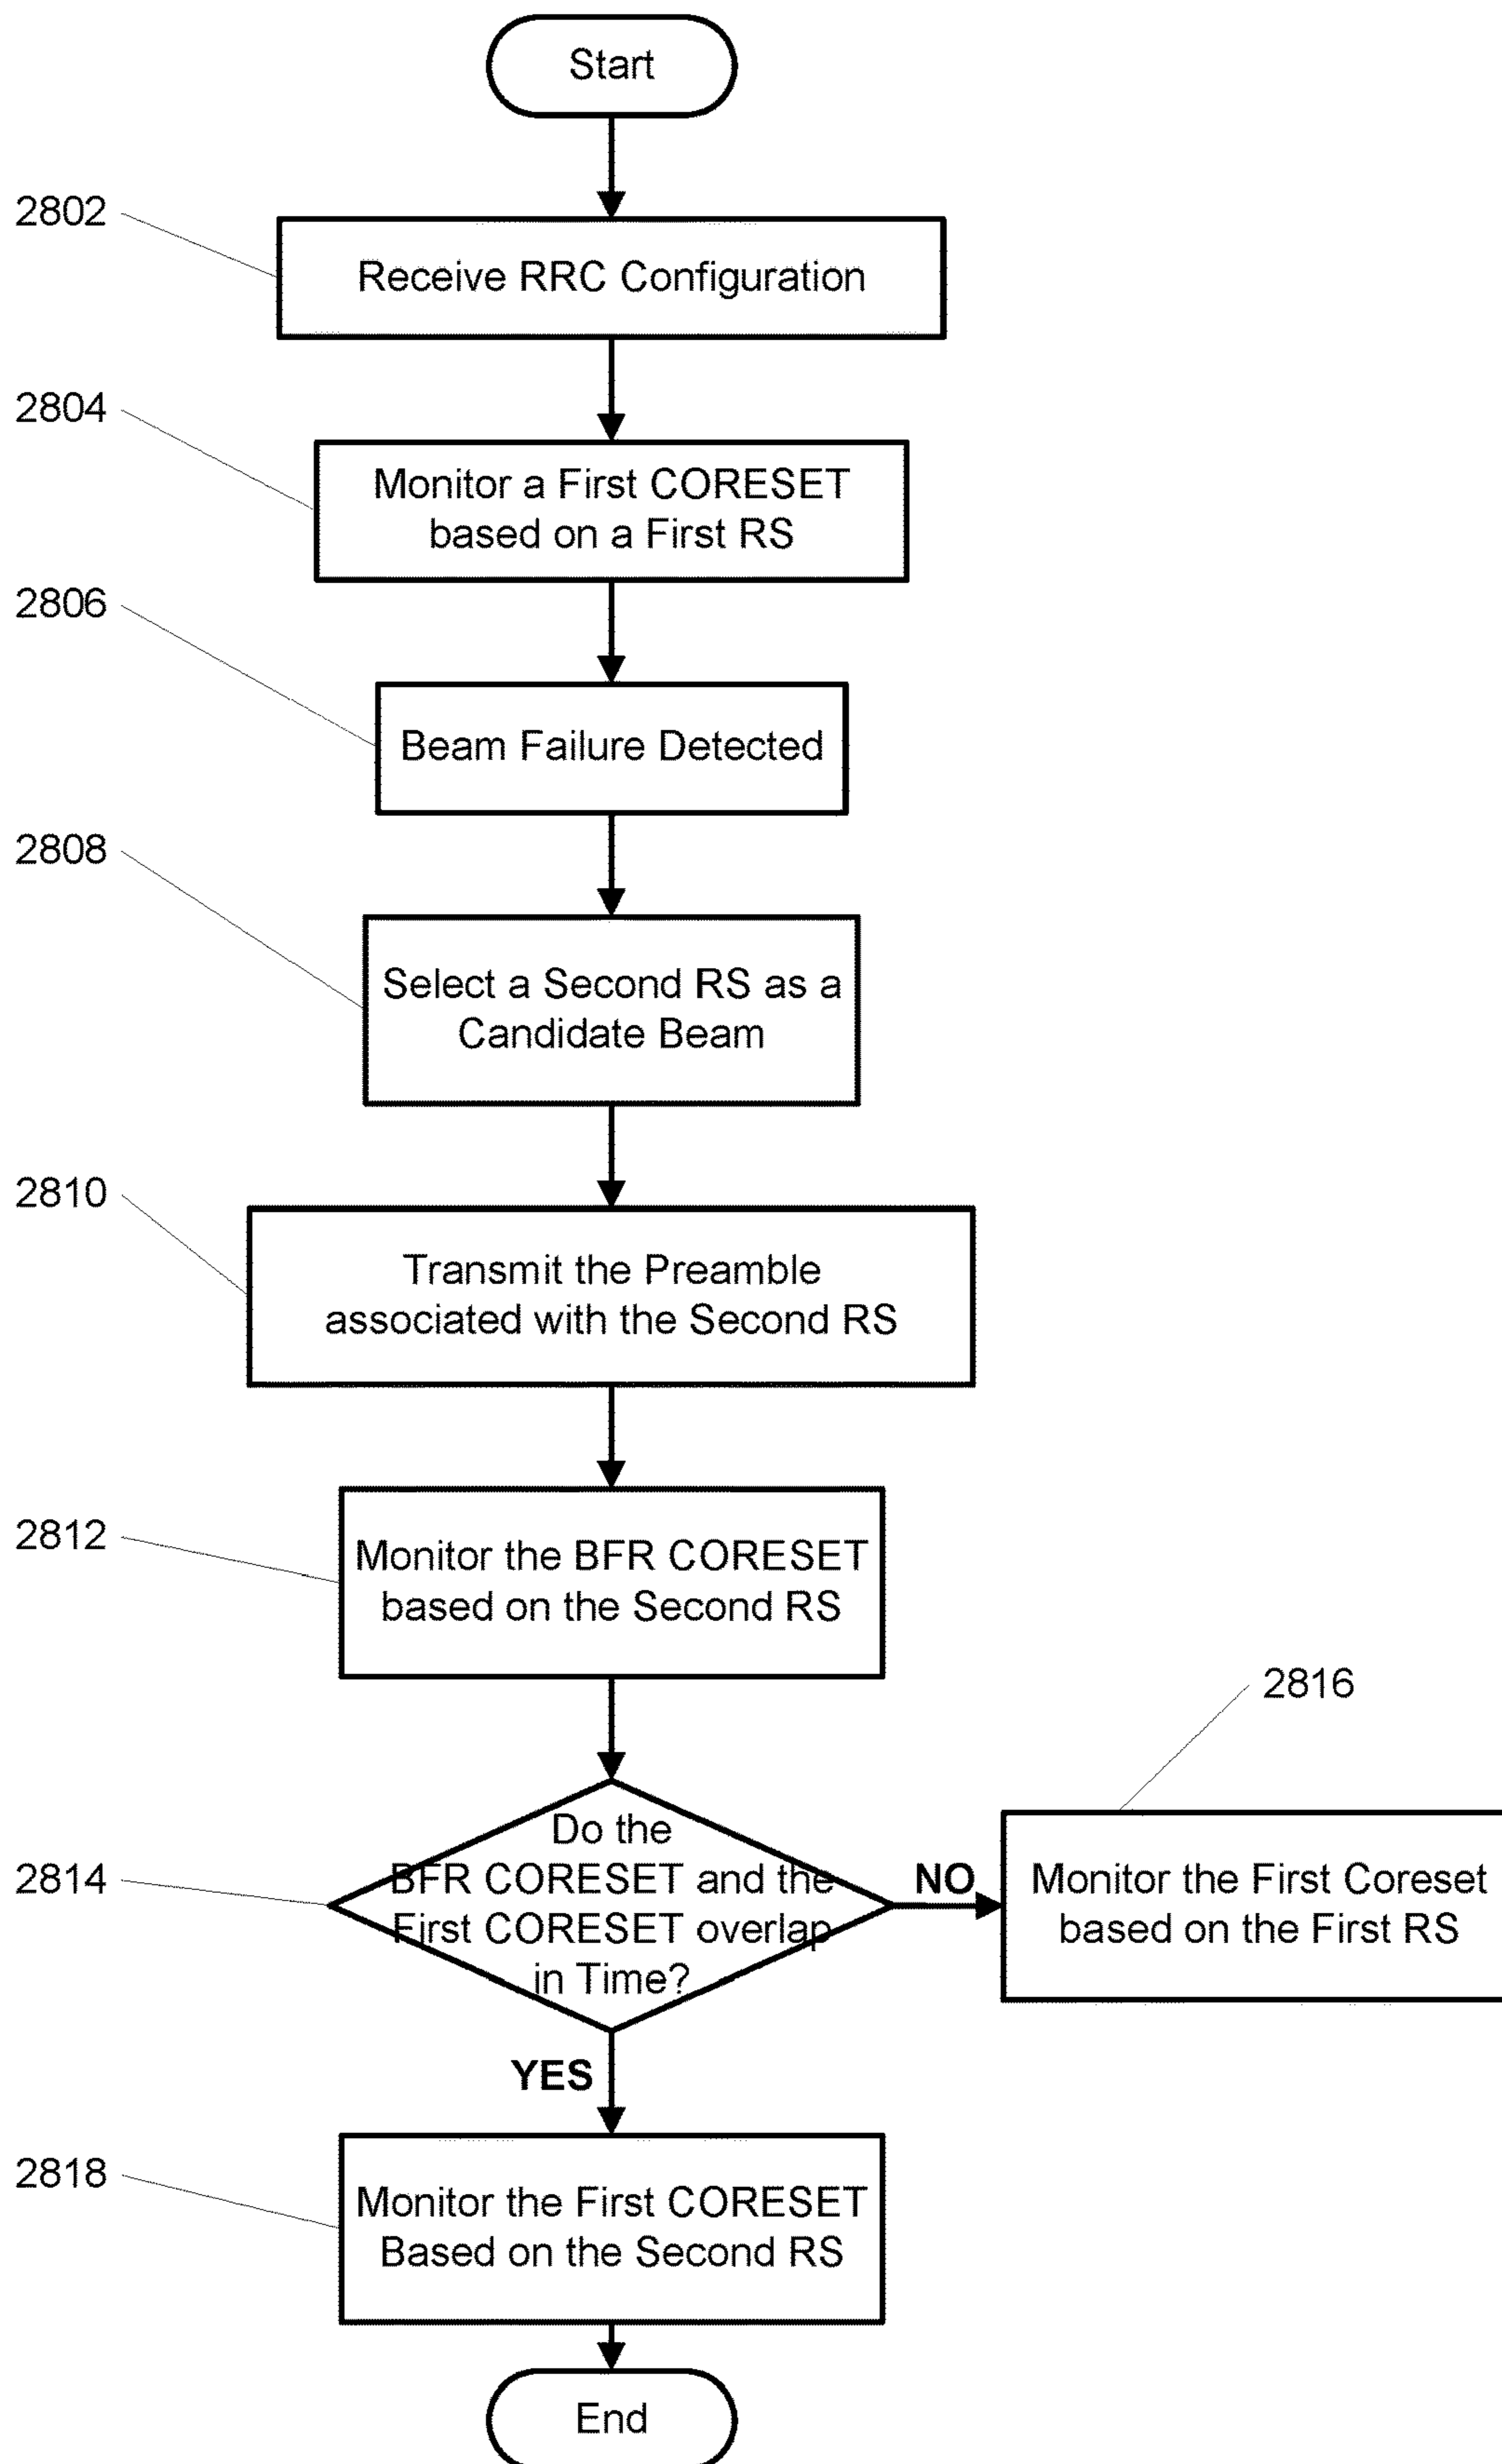 Start
2802
Receive RRC Configuration
2804
Monitor a First CORESET
based on a First RS
2806
Beam Failure Detected
2808
Select a Second RS as a
Candidate Beam
2810
Transmit the Preamble
associated with the Second RS
2812
Monitor the BFR CORESET
based on the Second RS
2814
Do the
BFR CORESET and the
First CORESET overlap
in Time?
NO
2816
Monitor the First Coreset
based on the First RS
YES
2818
Monitor the First CORESET
Based on the Second RS
End